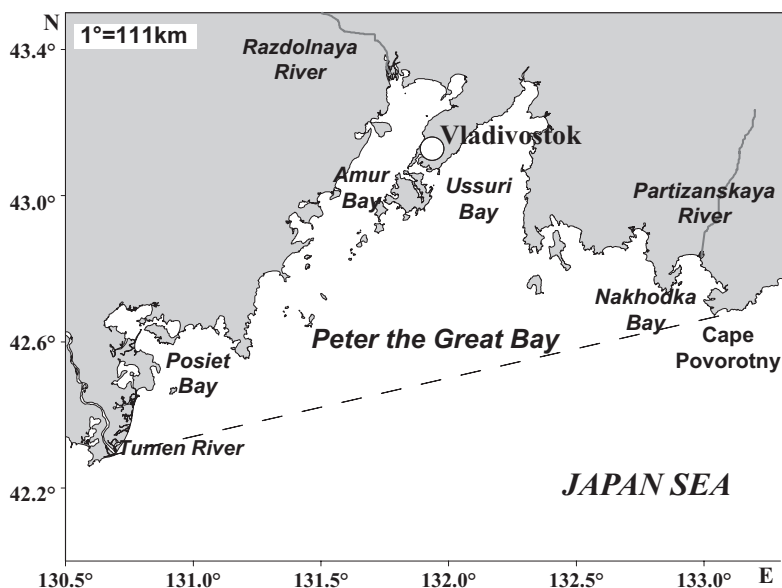 N
1°=111km
43.4°
Razdolnaya
River
Vladivostok
Amur
Bay
Ussuri
Bay
Partizanskaya
River
43.0°
Nakhodka
Bay
Peter the Great Bay
Cape
Povorotny
42.6°
Posiet
Bay
Tumen River
42.2°
JAPAN SEA
130.5° 131.0° 131.5° 132.0° 132.5° 133.0° E